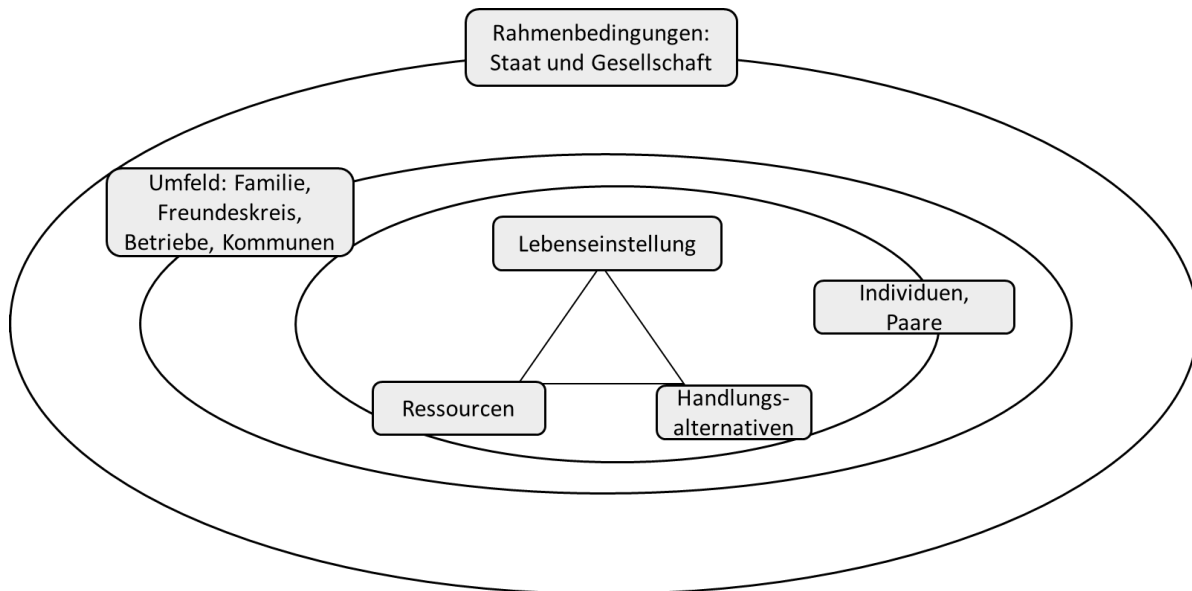 Rahmenbedingungen:
Staat und Gesellschaft
Umfeld: Familie,
Freundeskreis,
Betriebe, Kommunen
Lebenseinstellung
Individuen,
Paare
Ressourcen
Handlungs-
alternativen